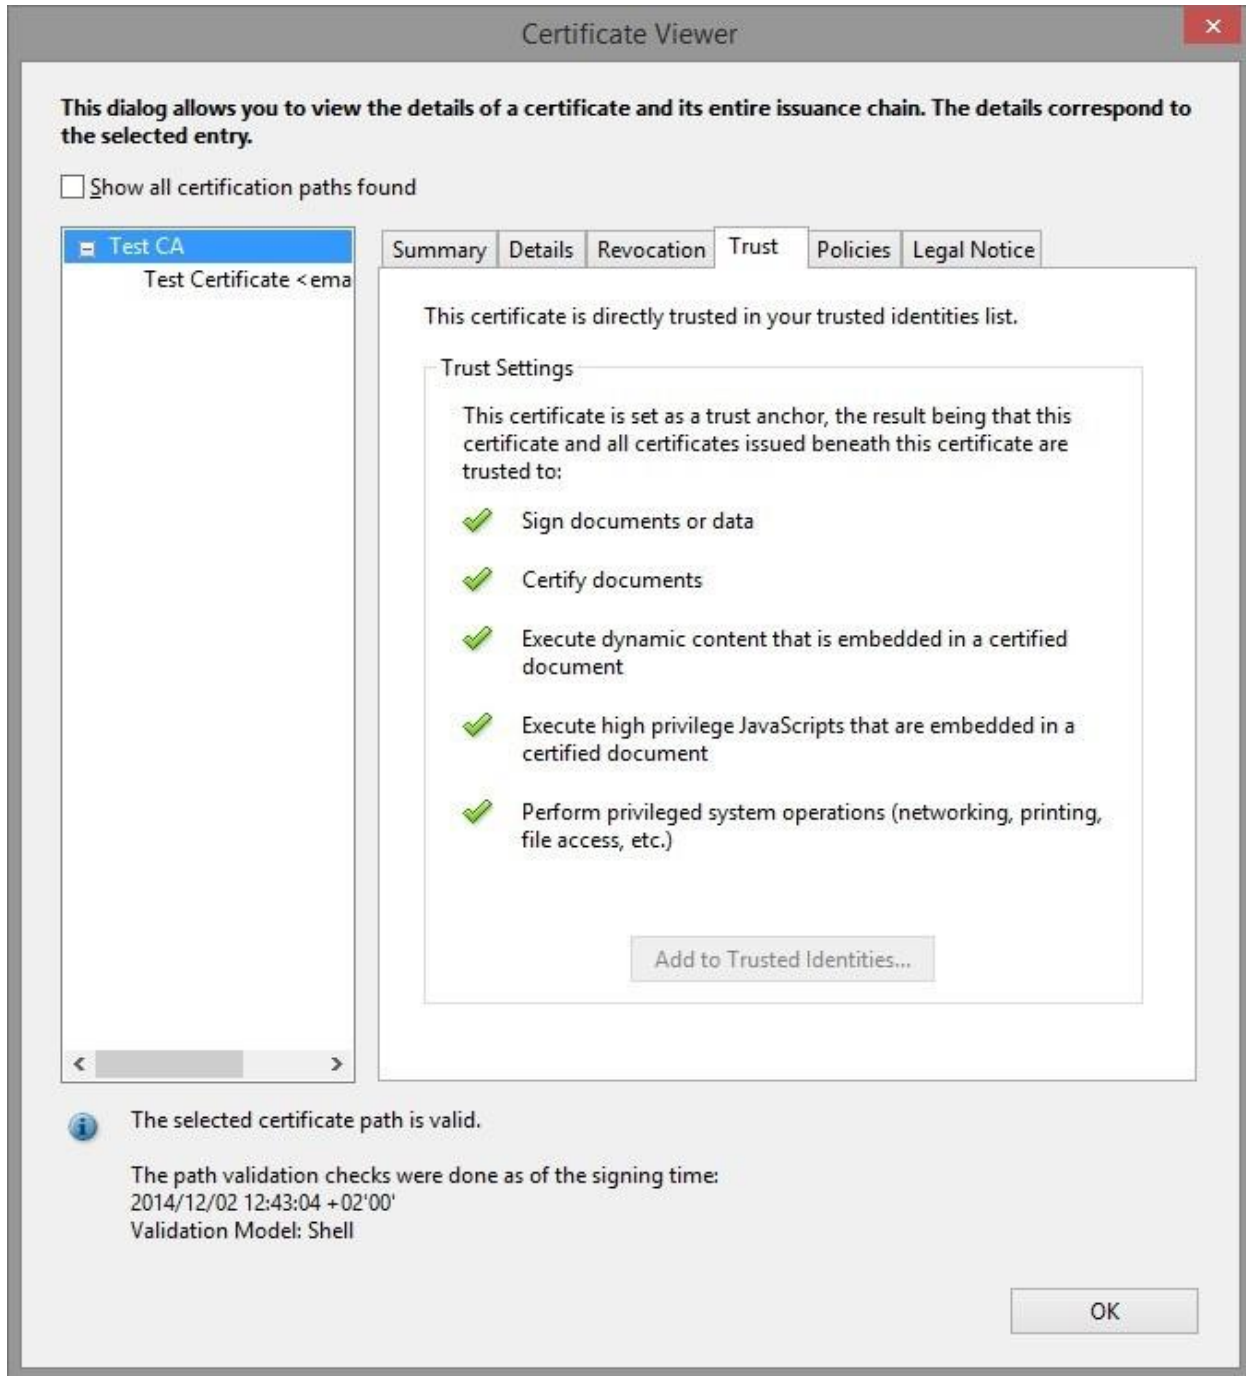 Certificate Viewer
This dialog allows you to view the details of a certificate and its entire issuance chain. The details correspond to
the selected entry.
Show all certification paths found
Test CA
Test Certificate <ema
Summary Details Revocation Trust Policies Legal Notice
This certificate is directly trusted in your trusted identities list.
Trust Settings
This certificate is set as a trust anchor, the result being that this
certificate and all certificates issued beneath this certificate are
trusted to:
Sign documents or data
Certify documents
Execute dynamic content that is embedded in a certified
document
Execute high privilege JavaScripts that are embedded in a
certified document
Perform privileged system operations (networking, printing,
file access, etc.)
Add to Trusted Identities...
The selected certificate path is valid.
The path validation checks were done as of the signing time:
2014/12/02 12:43:04 +02'00'
Validation Model: Shell
OK